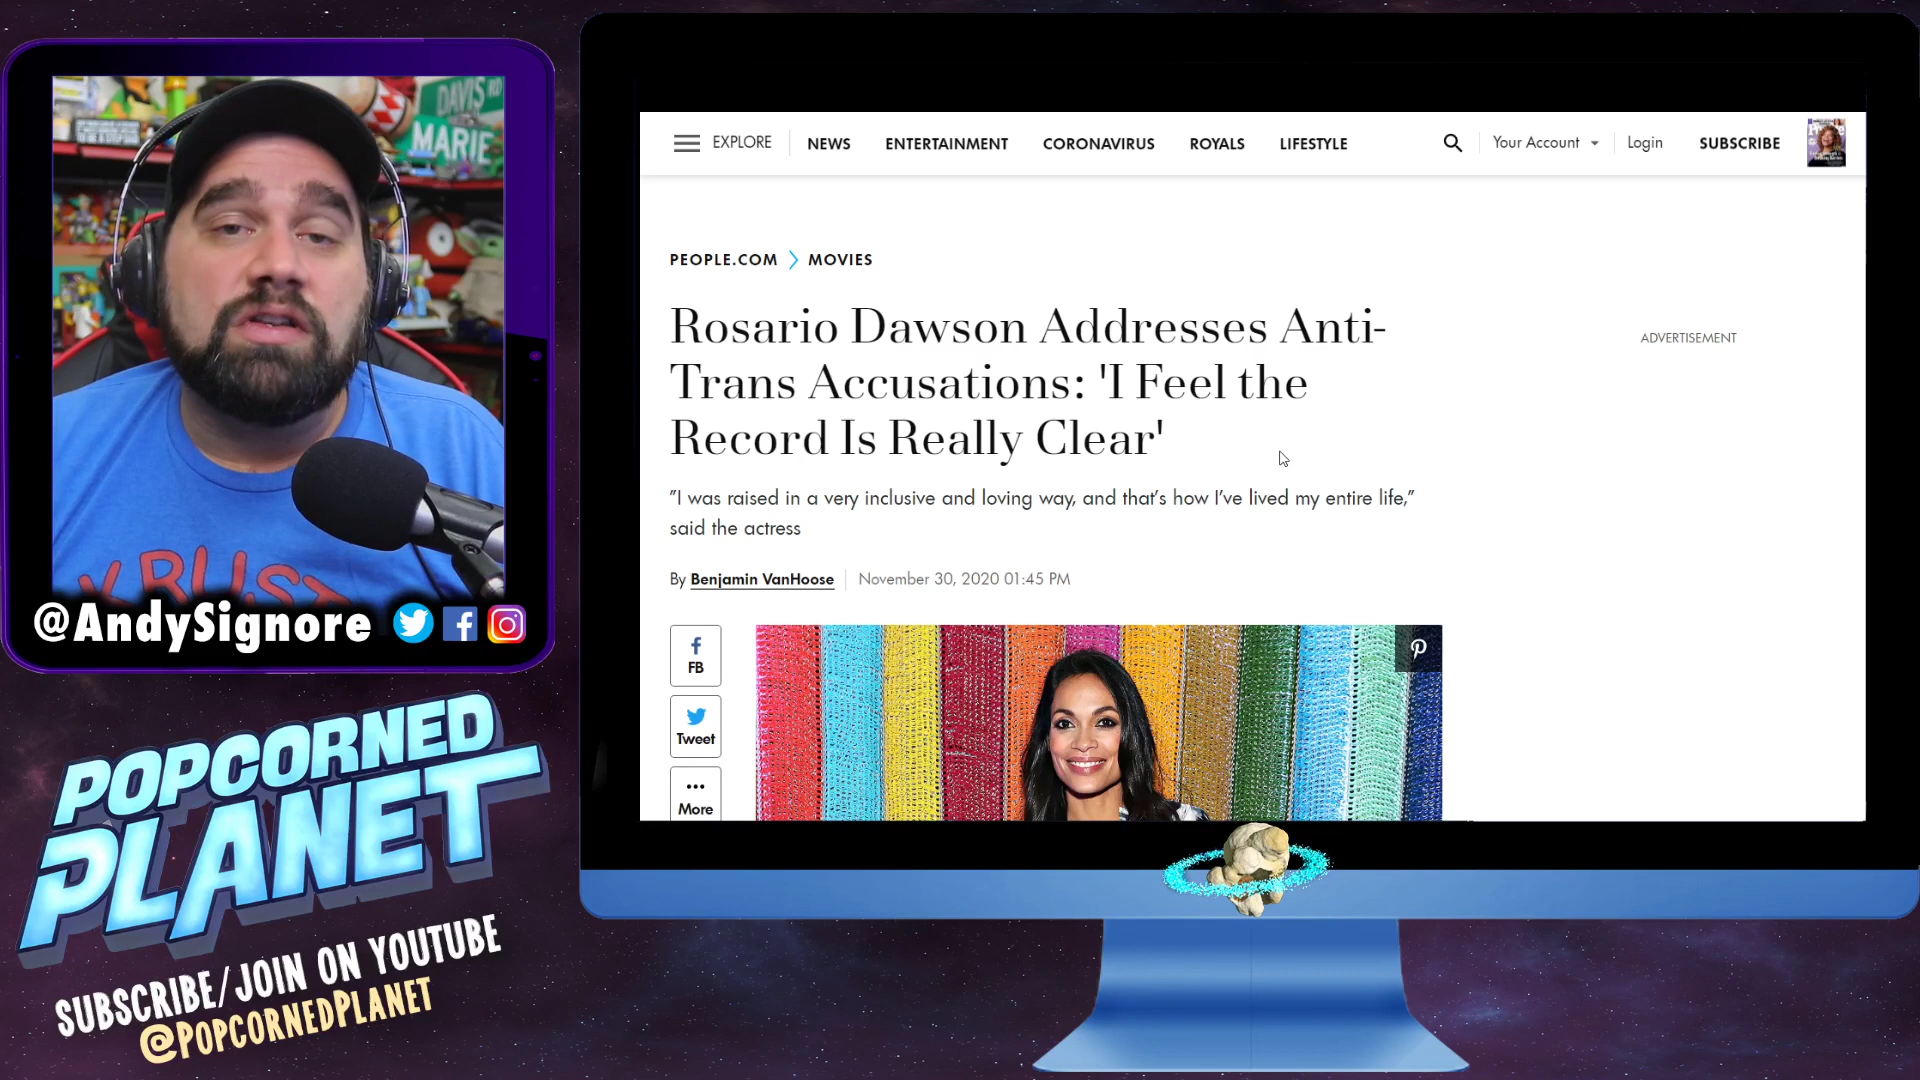 DAVIS RD
MARIE
KRUST
@AndySignore
POPCORNED
PLANET
SUBSCRIBE/JOIN ON YOUTUBE
@POPCORNEDPLANET
EXPLORE
NEWS
ENTERTAINMENT
CORONAVIRUS
ROYALS
LIFESTYLE
Your Account
Login
SUBSCRIBE
PEOPLE.COM
MOVIES
Rosario Dawson Addresses Anti-
Trans Accusations: 'I Feel the
Record Is Really Clear'
"I was raised in a very inclusive and loving way, and that's how I've lived my entire life,"
said the actress
By Benjamin VanHoose
November 30, 2020 01:45 PM
ADVERTISEMENT
FB
Tweet
More